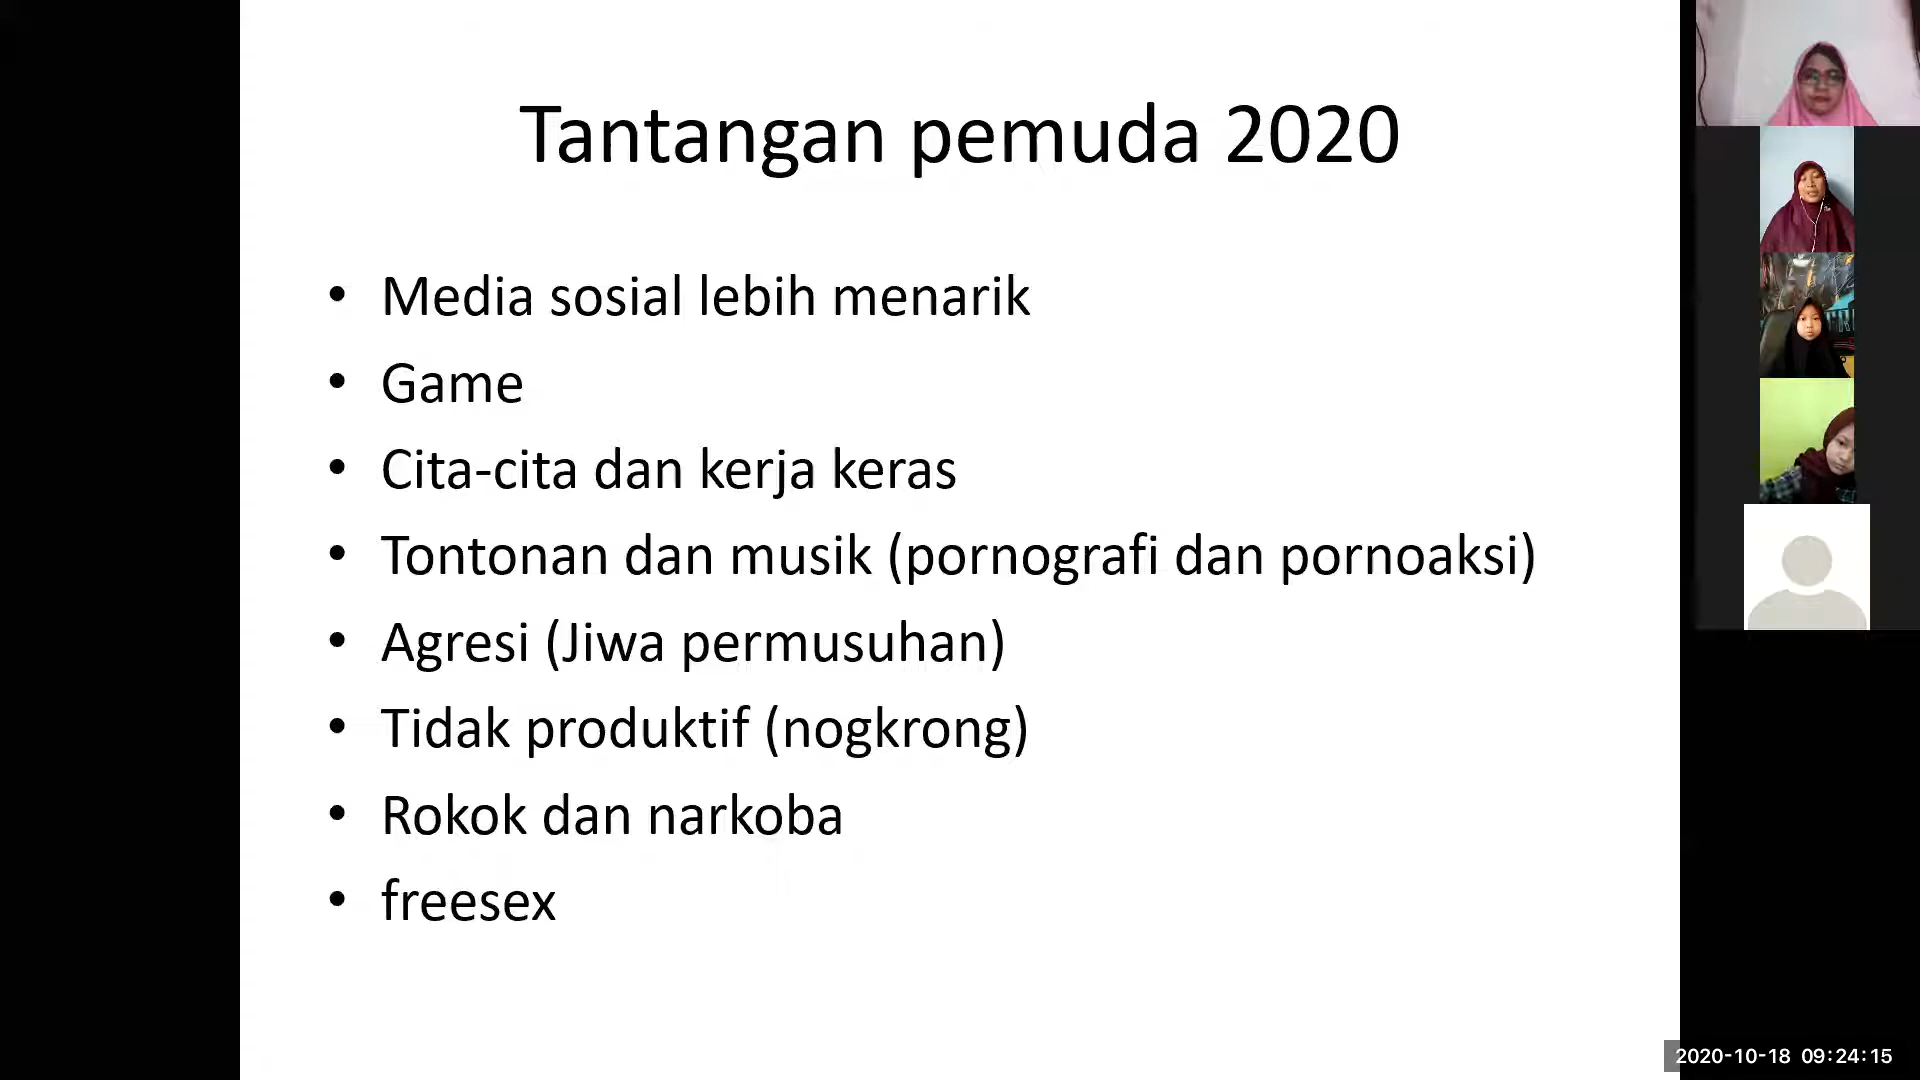 Tantangan pemuda 2020
• Media sosial lebih menarik
• Game
• Cita-cita dan kerja keras
• Tontonan dan musik (pornografi dan pornoaksi)
• Agresi (Jiwa permusuhan)
• Tidak produktif (nogkrong)
• Rokok dan narkoba
• freesex
2020-10-18 09:24:15